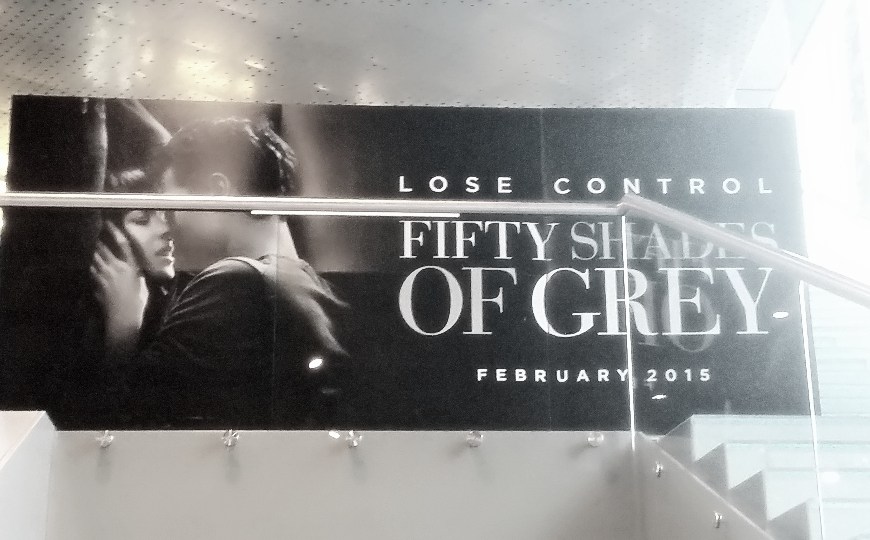 LOSE CONTROL
FIFTY SHADES
OF GREY
FEBRUARY 2015